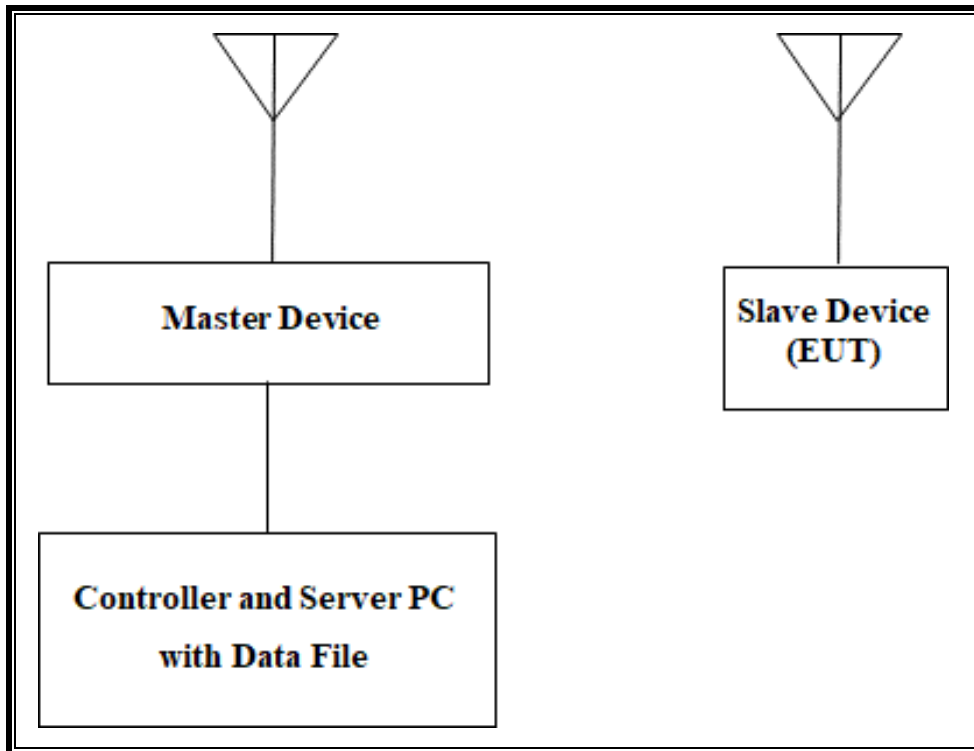 Master Device
Slave Device
(EUT)
Controller and Server PC
with Data File